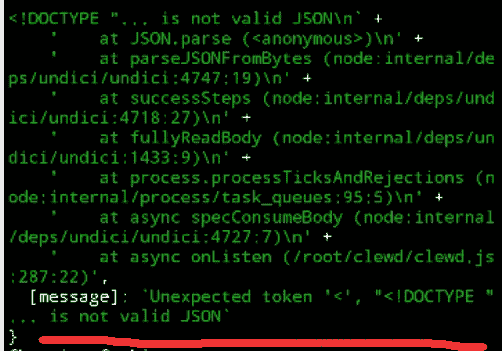 <!DOCTYPE "... is not valid JSON\n` +
'    at JSON.parse (<anonymous>)\n' +
'    at parseJSONFromBytes (node:internal/de
ps/undici/undici:4747:19)\n' +
'    at successSteps (node:internal/deps/und
ici/undici:4718:27)\n' +
'    at fullyReadBody (node:internal/deps/un
dici/undici:1433:9)\n' +
'    at process.processTicksAndRejections (n
ode:internal/process/task_queues:95:5)\n' +
'    at async specConsumeBody (node:internal
/deps/undici/undici:4727:7)\n' +
'    at async onListen (/root/clewd/clewd.js
:287:22)',
[message]: `Unexpected token '<', "<!DOCTYPE "
... is not valid JSON`
}